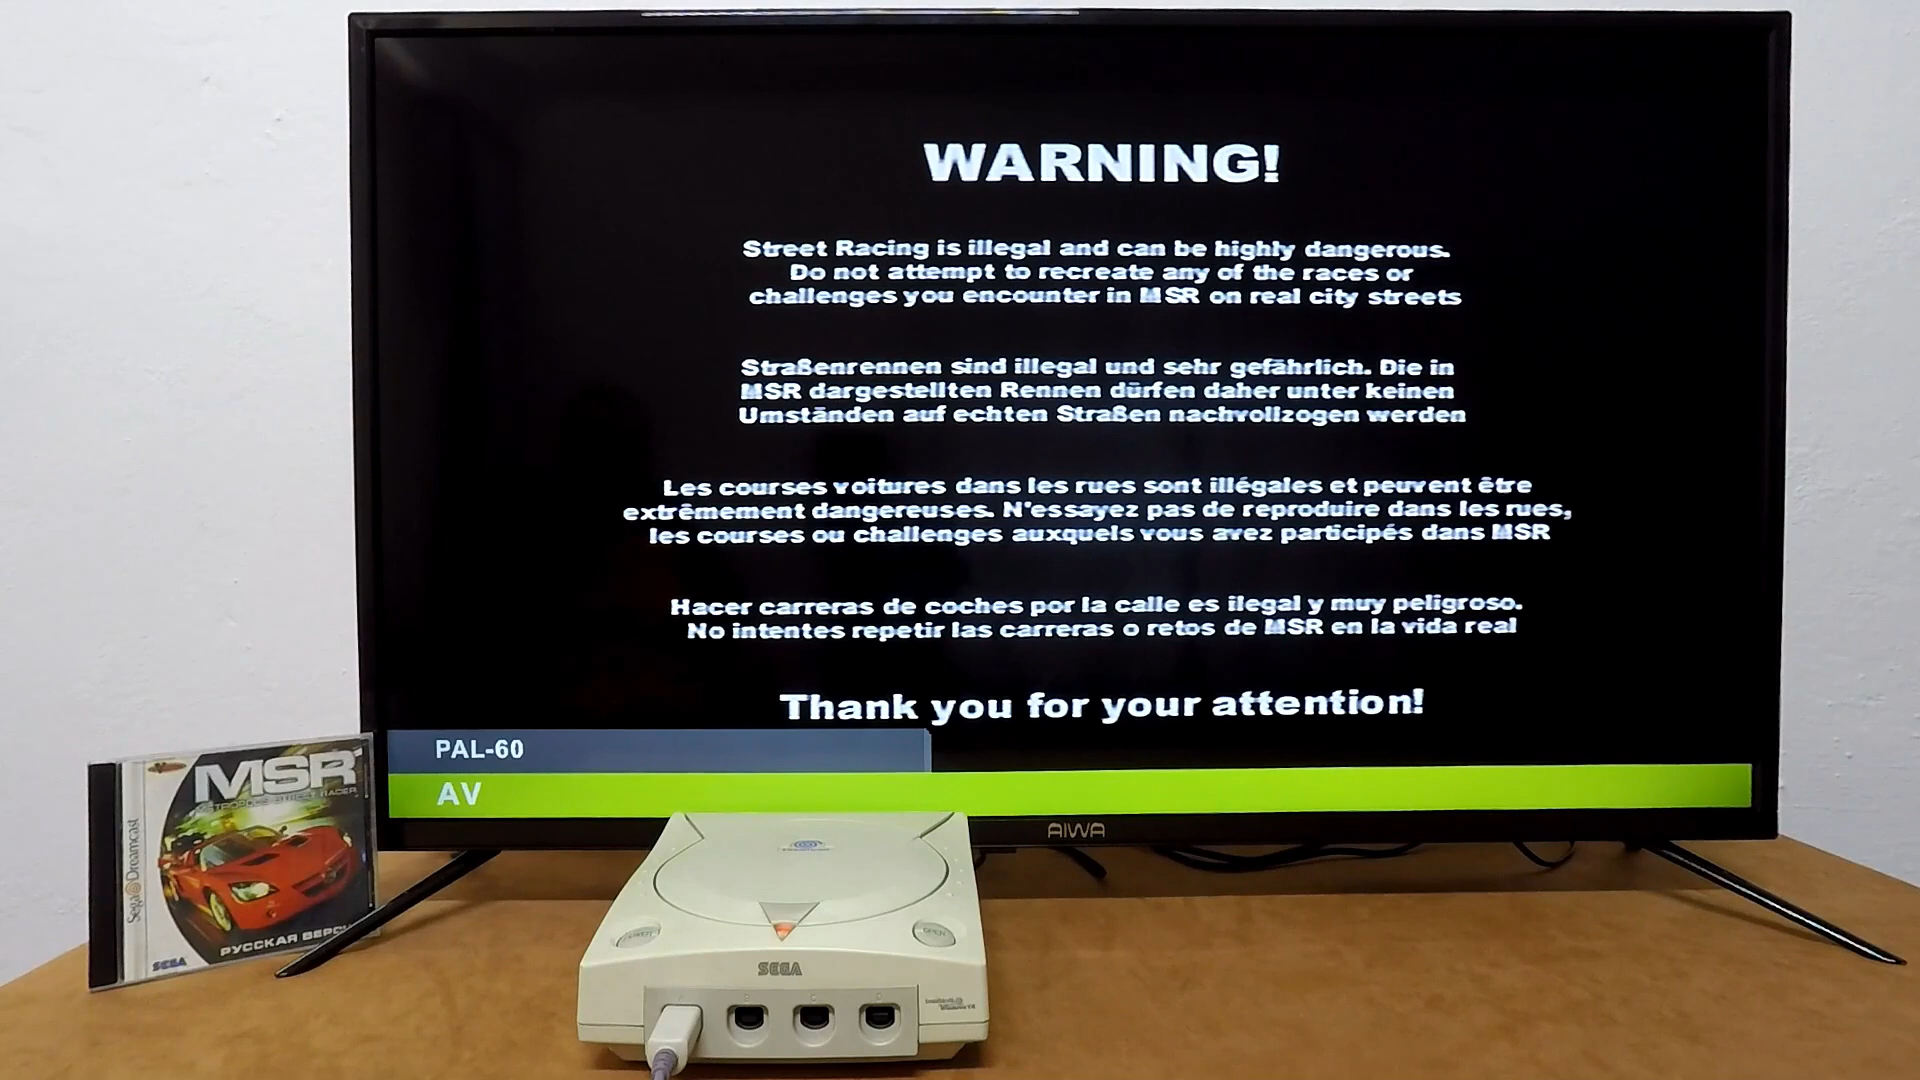 WARNING!
Street Racing is illegal and can be highly dangerous.
Do not attempt to recreate any of the races or
challenges you encounter in MSR on real city streets
Straßenrennen sind illegal und sehr gefährlich. Die in
MSR dargestellten Rennen dürfen daher unter keinen
Umständen auf echten Straßen nachvollzogen werden
Les courses voitures dans les rues sont illégales et peuvent être
extrêmement dangereuses. N'essayez pas de reproduire dans les rues,
les courses ou challenges auxquels vous avez participés dans MSR
Hacer carreras de coches por la calle es ilegal y muy peligroso.
No intentes repetir las carreras o retos de MSR en la vida real
Thank you for your attention!
PAL-60
AV
AIWA
MSR
METROPOLIS STREET RACER
Sega Dreamcast
РУССКАЯ
SEGA
POWER
OPEN
SEGA